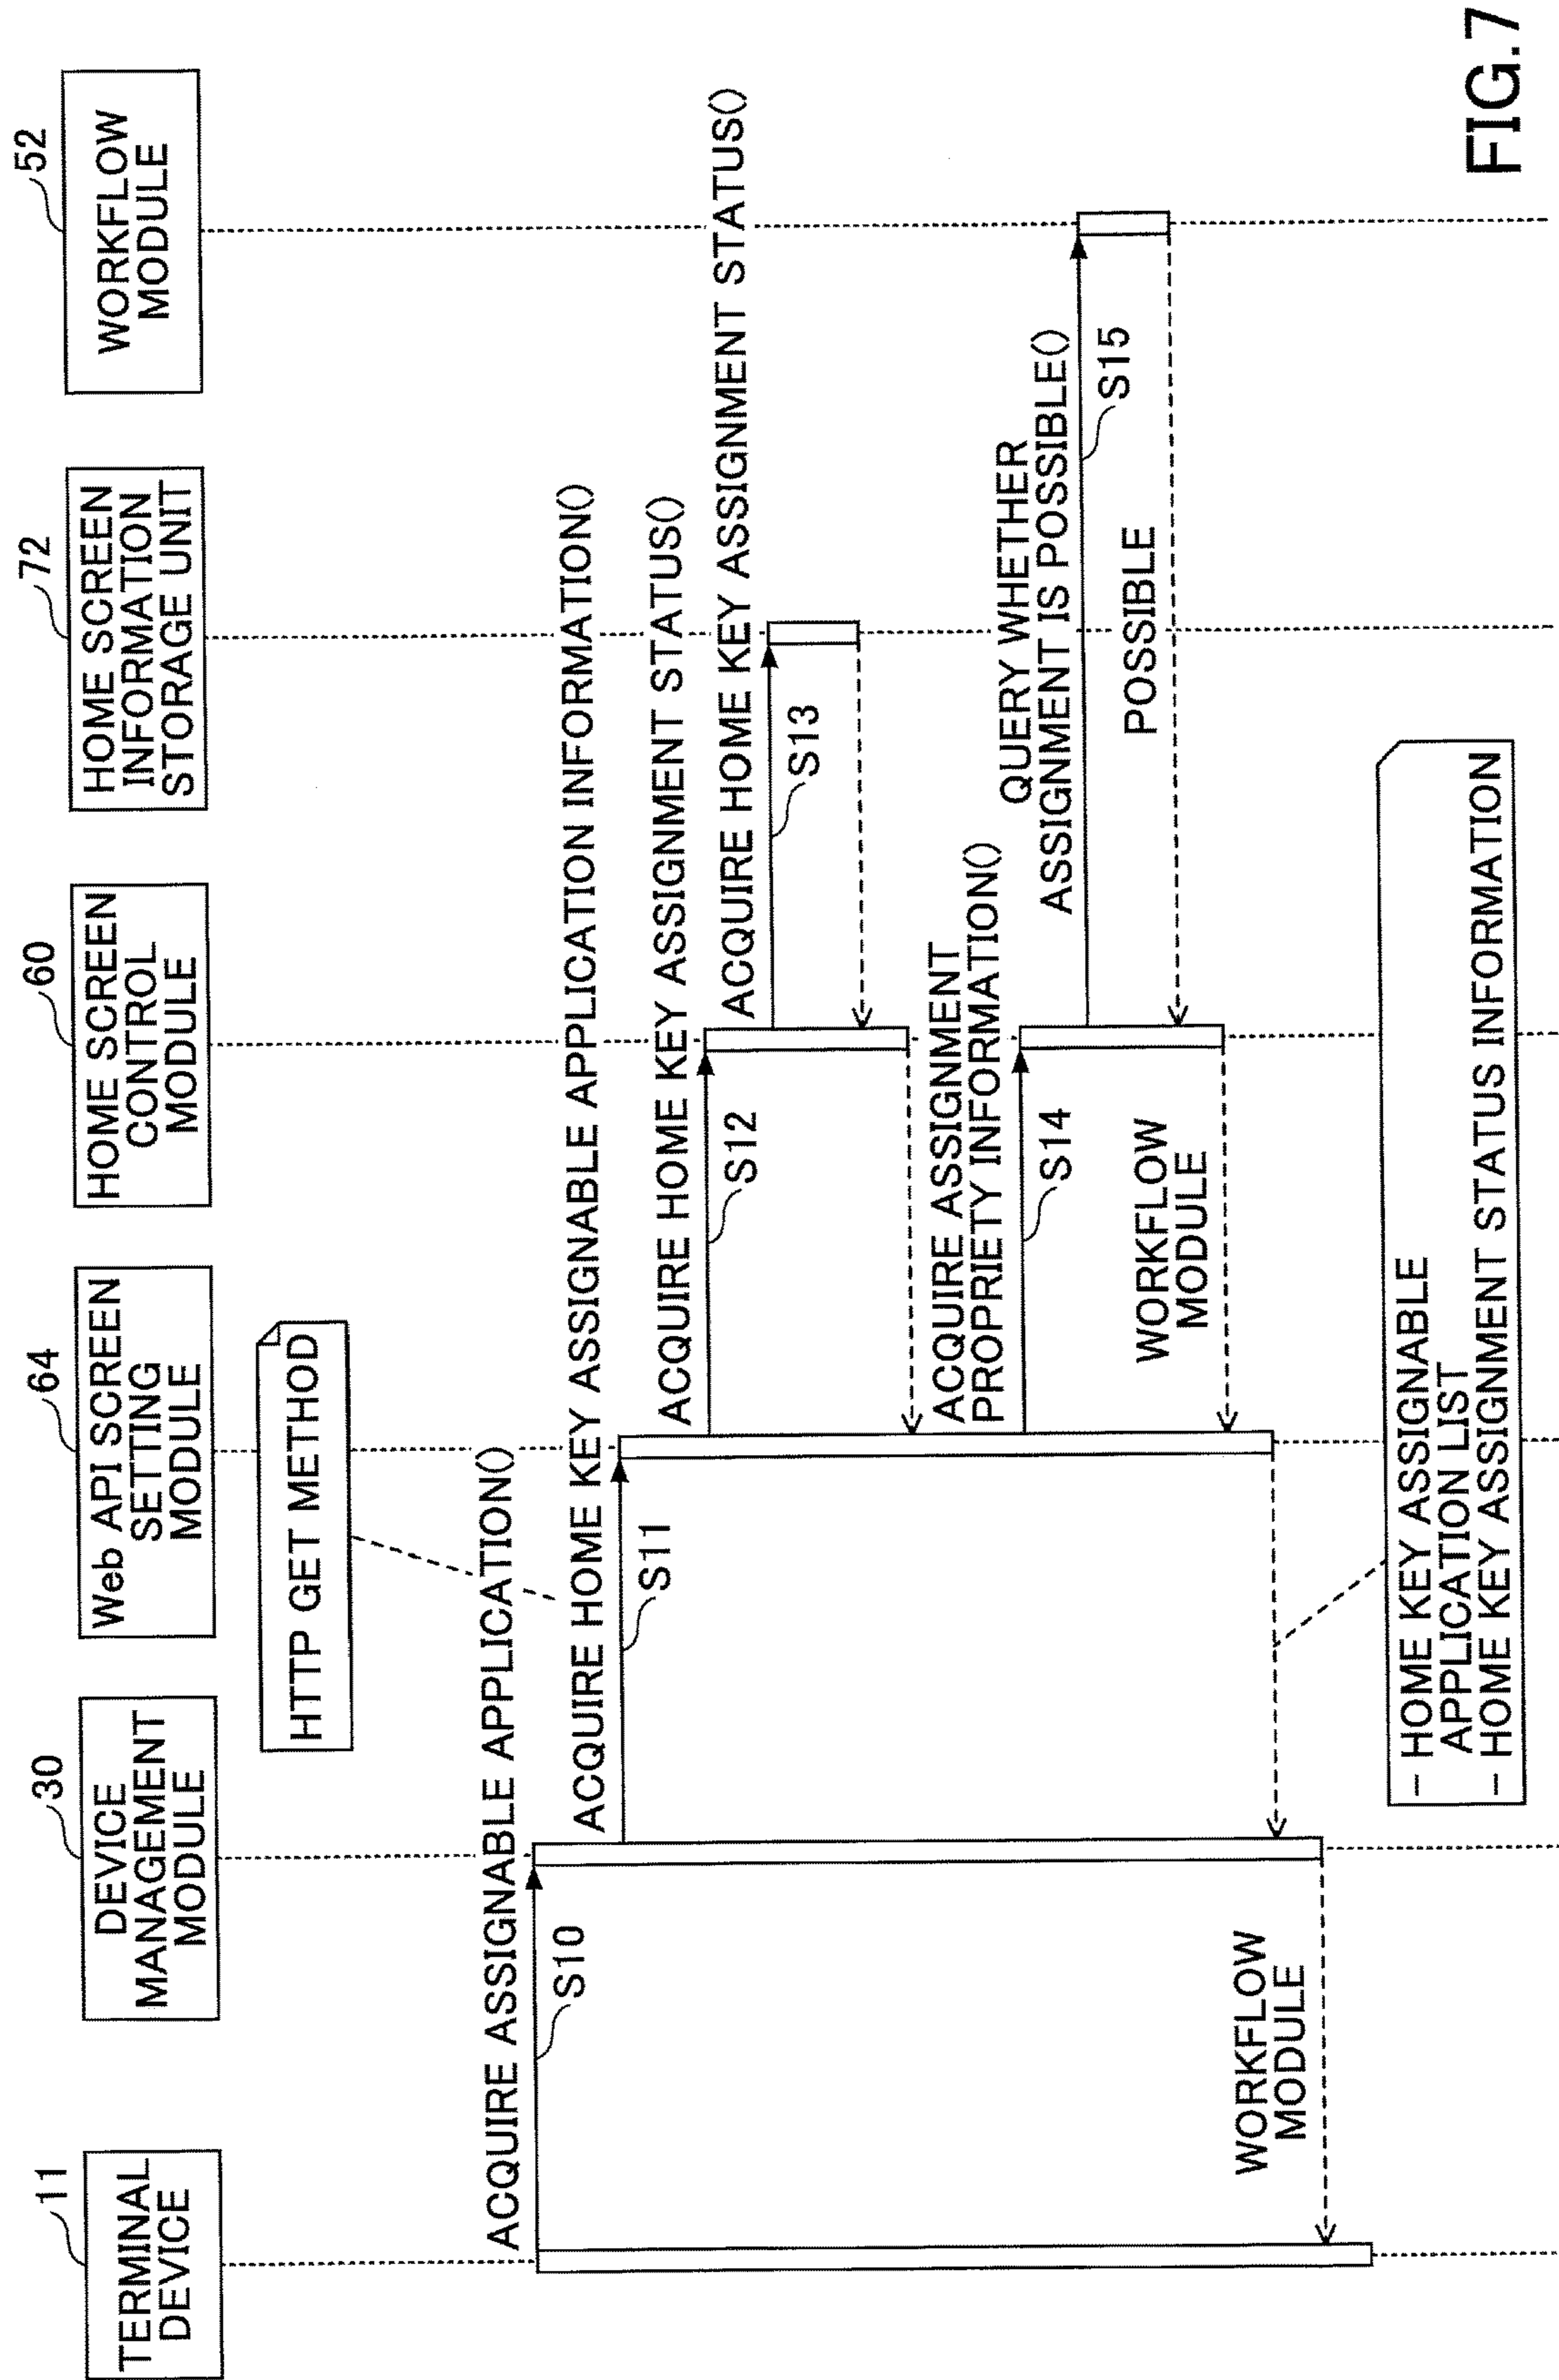 11
TERMINAL
DEVICE
30
DEVICE
MANAGEMENT
MODULE
64
Web API SCREEN
SETTING
MODULE
60
HOME SCREEN
CONTROL
MODULE
72
HOME SCREEN
INFORMATION
STORAGE UNIT
52
WORKFLOW
MODULE
HTTP GET METHOD
ACQUIRE ASSIGNABLE APPLICATION()
S10
ACQUIRE HOME KEY ASSIGNABLE APPLICATION INFORMATION()
S11
ACQUIRE HOME KEY ASSIGNMENT STATUS()
S12
ACQUIRE HOME KEY ASSIGNMENT STATUS()
S13
ACQUIRE ASSIGNMENT
PROPRIETY INFORMATION()
S14
QUERY WHETHER
ASSIGNMENT IS POSSIBLE()
S15
POSSIBLE
WORKFLOW
MODULE
WORKFLOW
MODULE
- HOME KEY ASSIGNABLE
APPLICATION LIST
- HOME KEY ASSIGNMENT STATUS INFORMATION
FIG.7